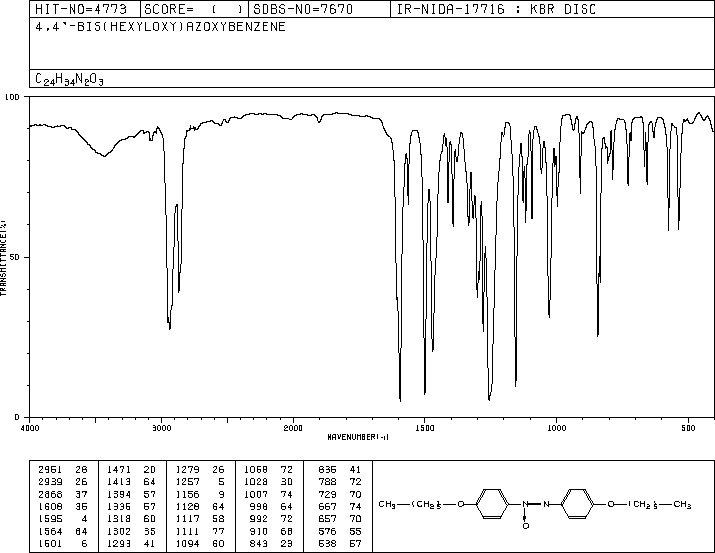 HIT-NO=4773 SCORE= ( ) SDBS-NO=7670 IR-NIDA-17716 : KBR DISC
4,4'-BIS(HEXYLOXY)AZOXYBENZENE
C24H34N2O3
100
50
0
TRANSMITTANCE(%)
4000 3000 2000 1500 1000 500
WAVENUMBER(-1)
2951 28 1471 20 1279 26 1058 72 835 41
2939 26 1413 64 1257 5 1028 30 788 72
2868 37 1394 57 1156 9 1007 74 729 70
1608 35 1336 57 1128 64 998 64 667 74
1595 4 1318 60 1117 58 992 72 657 70
1564 64 1302 35 1111 77 910 68 576 55
1501 6 1293 41 1094 60 843 23 538 57
CH3 (CH2)5 O N N O (CH2)5 CH3
O